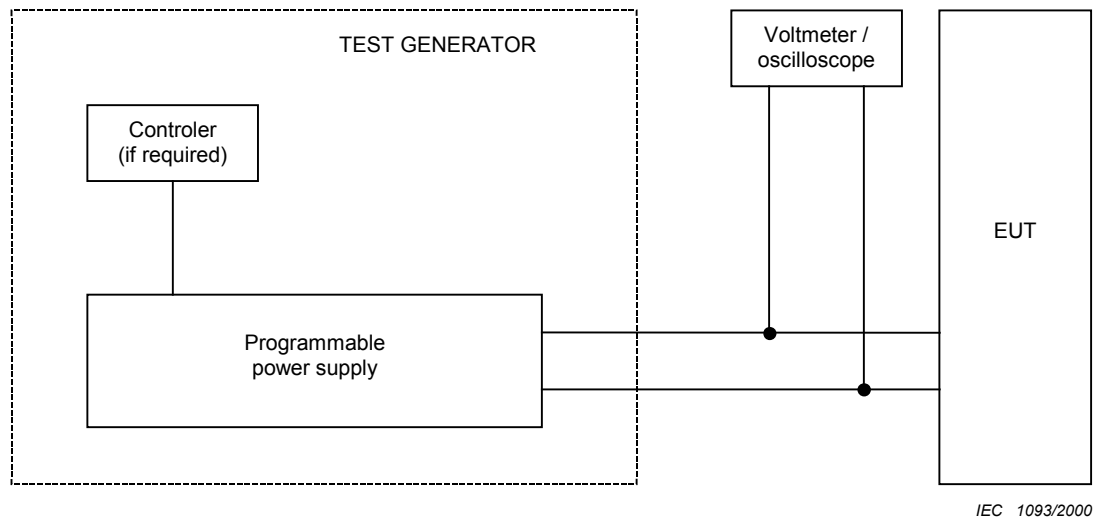 TEST GENERATOR
Voltmeter /
oscilloscope
Controler
(if required)
EUT
Programmable
power supply
IEC 1093/2000